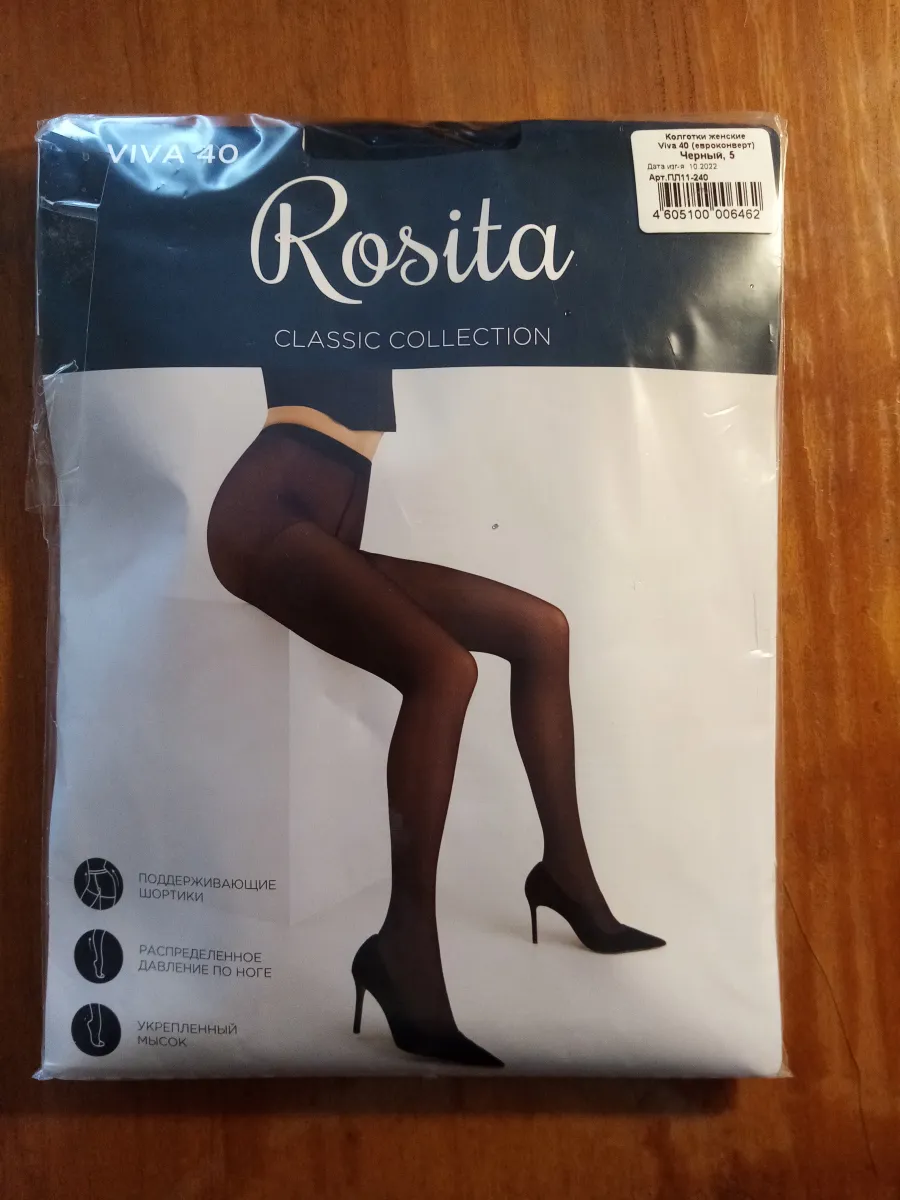 VIVA 40
Rosita
CLASSIC COLLECTION
Колготки женские
Viva 40 (евроконверт)
Черный, 5
Дата изг-я 10.2022
Арт.ПЛ11-240
4 605100 006462
ПОДДЕРЖИВАЮЩИЕ
ШОРТИКИ
РАСПРЕДЕЛЕННОЕ
ДАВЛЕНИЕ ПО НОГЕ
УКРЕПЛЕННЫЙ
МЫСОК